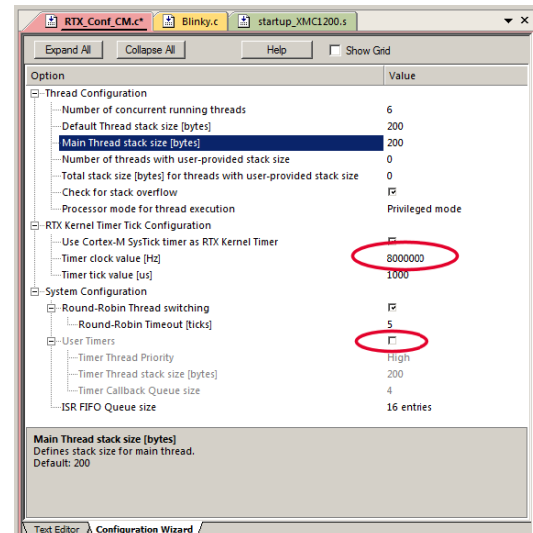 RTX_Conf_CM.c* Blinky.c startup_XMC1200.s
Expand All Collapse All Help Show Grid
Option Value
Thread Configuration
Number of concurrent running threads 6
Default Thread stack size [bytes] 200
Main Thread stack size [bytes] 200
Number of threads with user-provided stack size 0
Total stack size [bytes] for threads with user-provided stack size 0
Check for stack overflow
Processor mode for thread execution Privileged mode
RTX Kernel Timer Tick Configuration
Use Cortex-M SysTick timer as RTX Kernel Timer
Timer clock value [Hz] 8000000
Timer tick value [us] 1000
System Configuration
Round-Robin Thread switching
Round-Robin Timeout [ticks] 5
User Timers
Timer Thread Priority High
Timer Thread stack size [bytes] 200
Timer Callback Queue size 4
ISR FIFO Queue size 16 entries
Main Thread stack size [bytes]
Defines stack size for main thread.
Default: 200
Text Editor Configuration Wizard